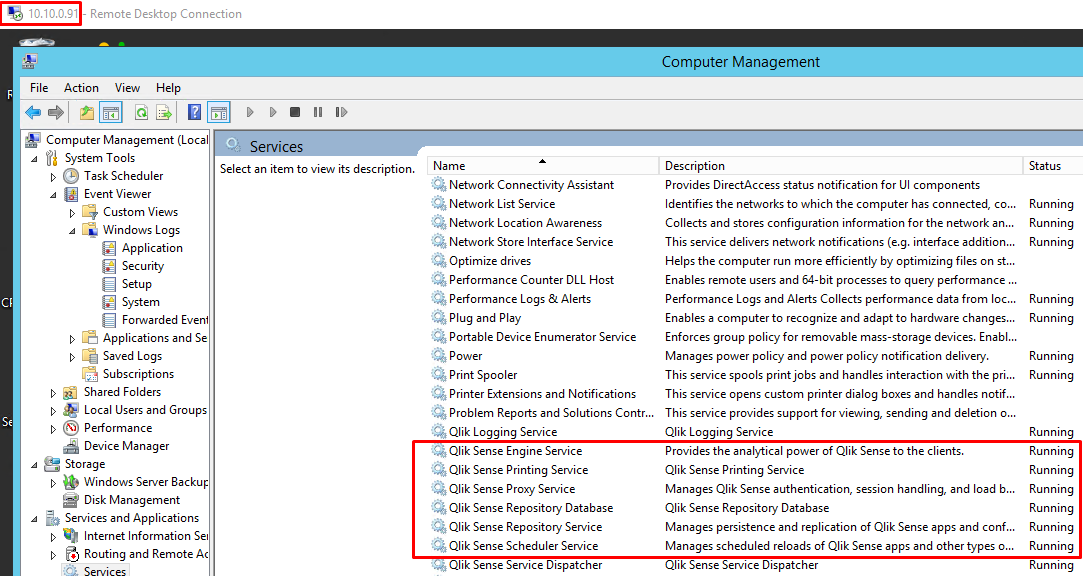 10.10.0.91 - Remote Desktop Connection
Computer Management
File Action View Help
Computer Management (Local
System Tools
Task Scheduler
Event Viewer
Custom Views
Windows Logs
Application
Security
Setup
System
Forwarded Event
Applications and Se
Saved Logs
Subscriptions
Shared Folders
Local Users and Groups
Performance
Device Manager
Storage
Windows Server Backup
Disk Management
Services and Applications
Internet Information Ser
Routing and Remote Ac
Services
Services
Select an item to view its description.
Name Description Status
Network Connectivity Assistant Provides DirectAccess status notification for UI components
Network List Service Identifies the networks to which the computer has connected, co... Running
Network Location Awareness Collects and stores configuration information for the network an... Running
Network Store Interface Service This service delivers network notifications (e.g. interface addition... Running
Optimize drives Helps the computer run more efficiently by optimizing files on st...
Performance Counter DLL Host Enables remote users and 64-bit processes to query performance ...
Performance Logs & Alerts Performance Logs and Alerts Collects performance data from loc... Running
Plug and Play Enables a computer to recognize and adapt to hardware changes... Running
Portable Device Enumerator Service Enforces group policy for removable mass-storage devices. Enabl...
Power Manages power policy and power policy notification delivery. Running
Print Spooler This service spools print jobs and handles interaction with the pri... Running
Printer Extensions and Notifications This service opens custom printer dialog boxes and handles notif...
Problem Reports and Solutions Contr... This service provides support for viewing, sending and deletion o...
Qlik Logging Service Qlik Logging Service Running
Qlik Sense Engine Service Provides the analytical power of Qlik Sense to the clients. Running
Qlik Sense Printing Service Qlik Sense Printing Service Running
Qlik Sense Proxy Service Manages Qlik Sense authentication, session handling, and load b... Running
Qlik Sense Repository Database Qlik Sense Repository Database Running
Qlik Sense Repository Service Manages persistence and replication of Qlik Sense apps and conf... Running
Qlik Sense Scheduler Service Manages scheduled reloads of Qlik Sense apps and other types o... Running
Qlik Sense Service Dispatcher Qlik Sense Service Dispatcher Running